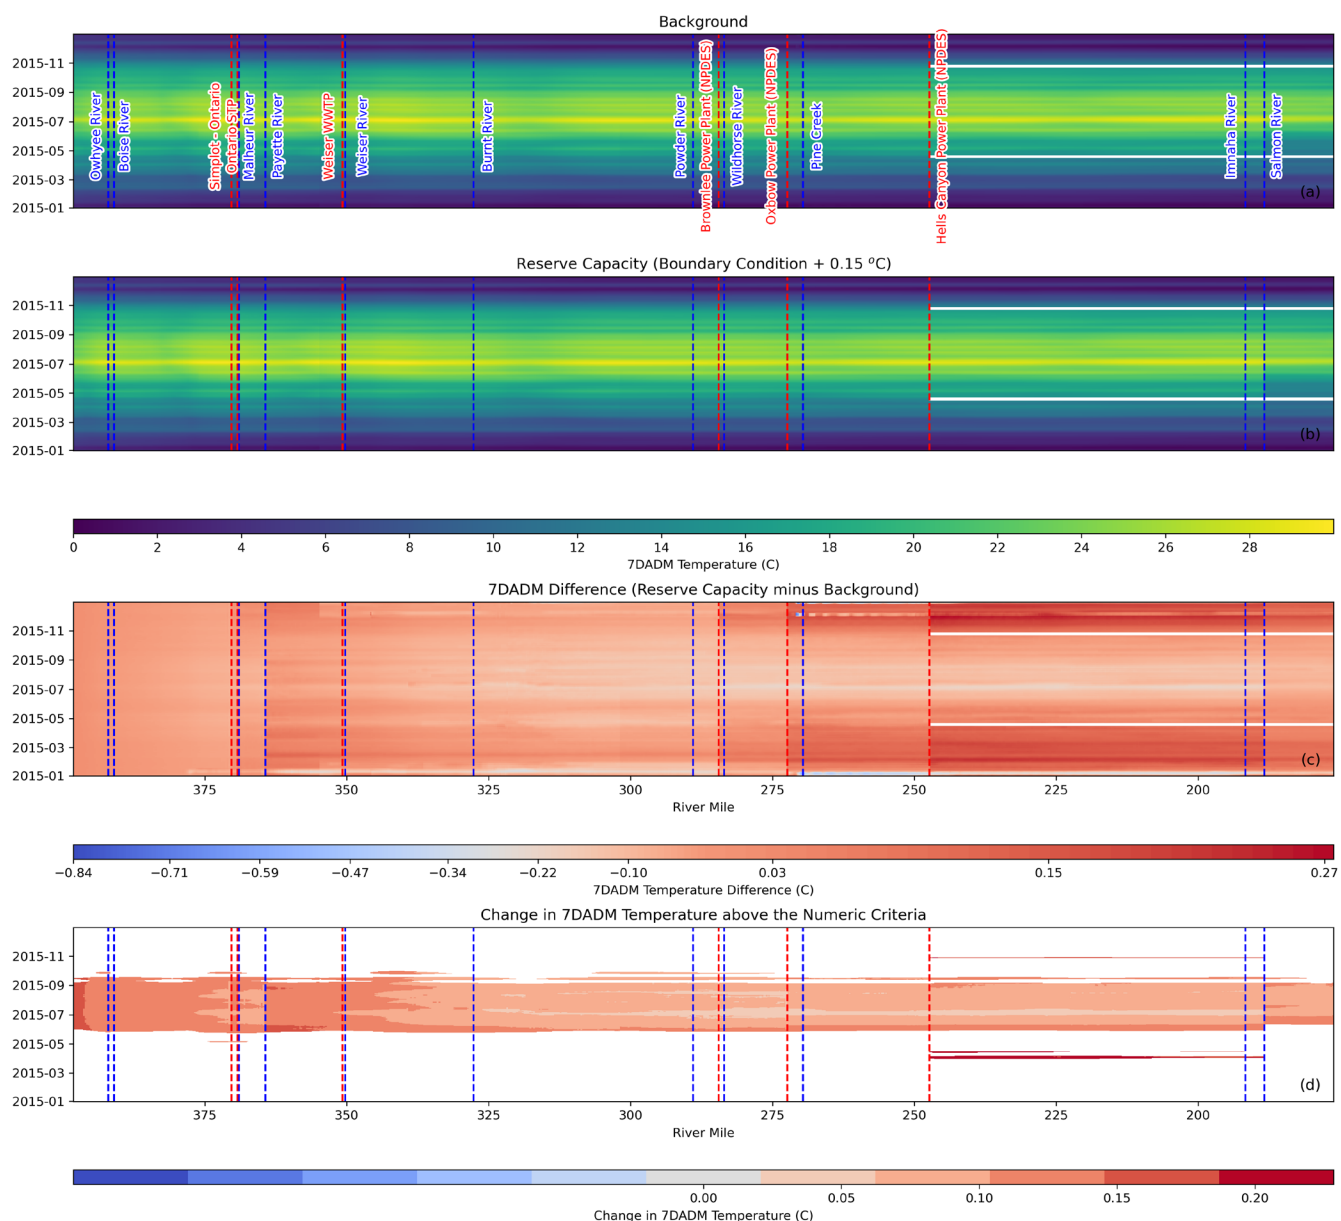 Background
2015-11
2015-09
2015-07
2015-05
2015-03
2015-01
Owhyee River
Boise River
Simplot - Ontario
Ontario STP
Malheur River
Payette River
Weiser WWTP
Weiser River
Burnt River
Powder River
Brownlee Power Plant (NPDES)
Wildhorse River
Oxbow Power Plant (NPDES)
Pine Creek
Hells Canyon Power Plant (NPDES)
Imnaha River
Salmon River
(a)
Reserve Capacity (Boundary Condition + 0.15 °C)
2015-11
2015-09
2015-07
2015-05
2015-03
2015-01
(b)
0 2 4 6 8 10 12 14 16 18 20 22 24 26 28
7DADM Temperature (C)
7DADM Difference (Reserve Capacity minus Background)
2015-11
2015-09
2015-07
2015-05
2015-03
2015-01
(c)
375 350 325 300 275 250 225 200
River Mile
−0.84 −0.71 −0.59 −0.47 −0.34 −0.22 −0.10 0.03 0.15 0.27
7DADM Temperature Difference (C)
Change in 7DADM Temperature above the Numeric Criteria
2015-11
2015-09
2015-07
2015-05
2015-03
2015-01
(d)
375 350 325 300 275 250 225 200
River Mile
0.00 0.05 0.10 0.15 0.20
Change in 7DADM Temperature (C)